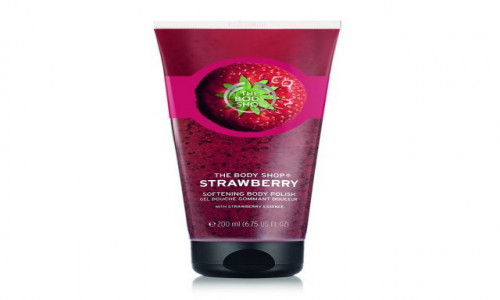 THE
BODY
SHOP
THE BODY SHOP®
STRAWBERRY
SOFTENING BODY POLISH
GEL DOUCHE GOMMANT DOUCEUR
WITH STRAWBERRY ESSENCE
℮ 200 ml (6.75 US fl OZ)